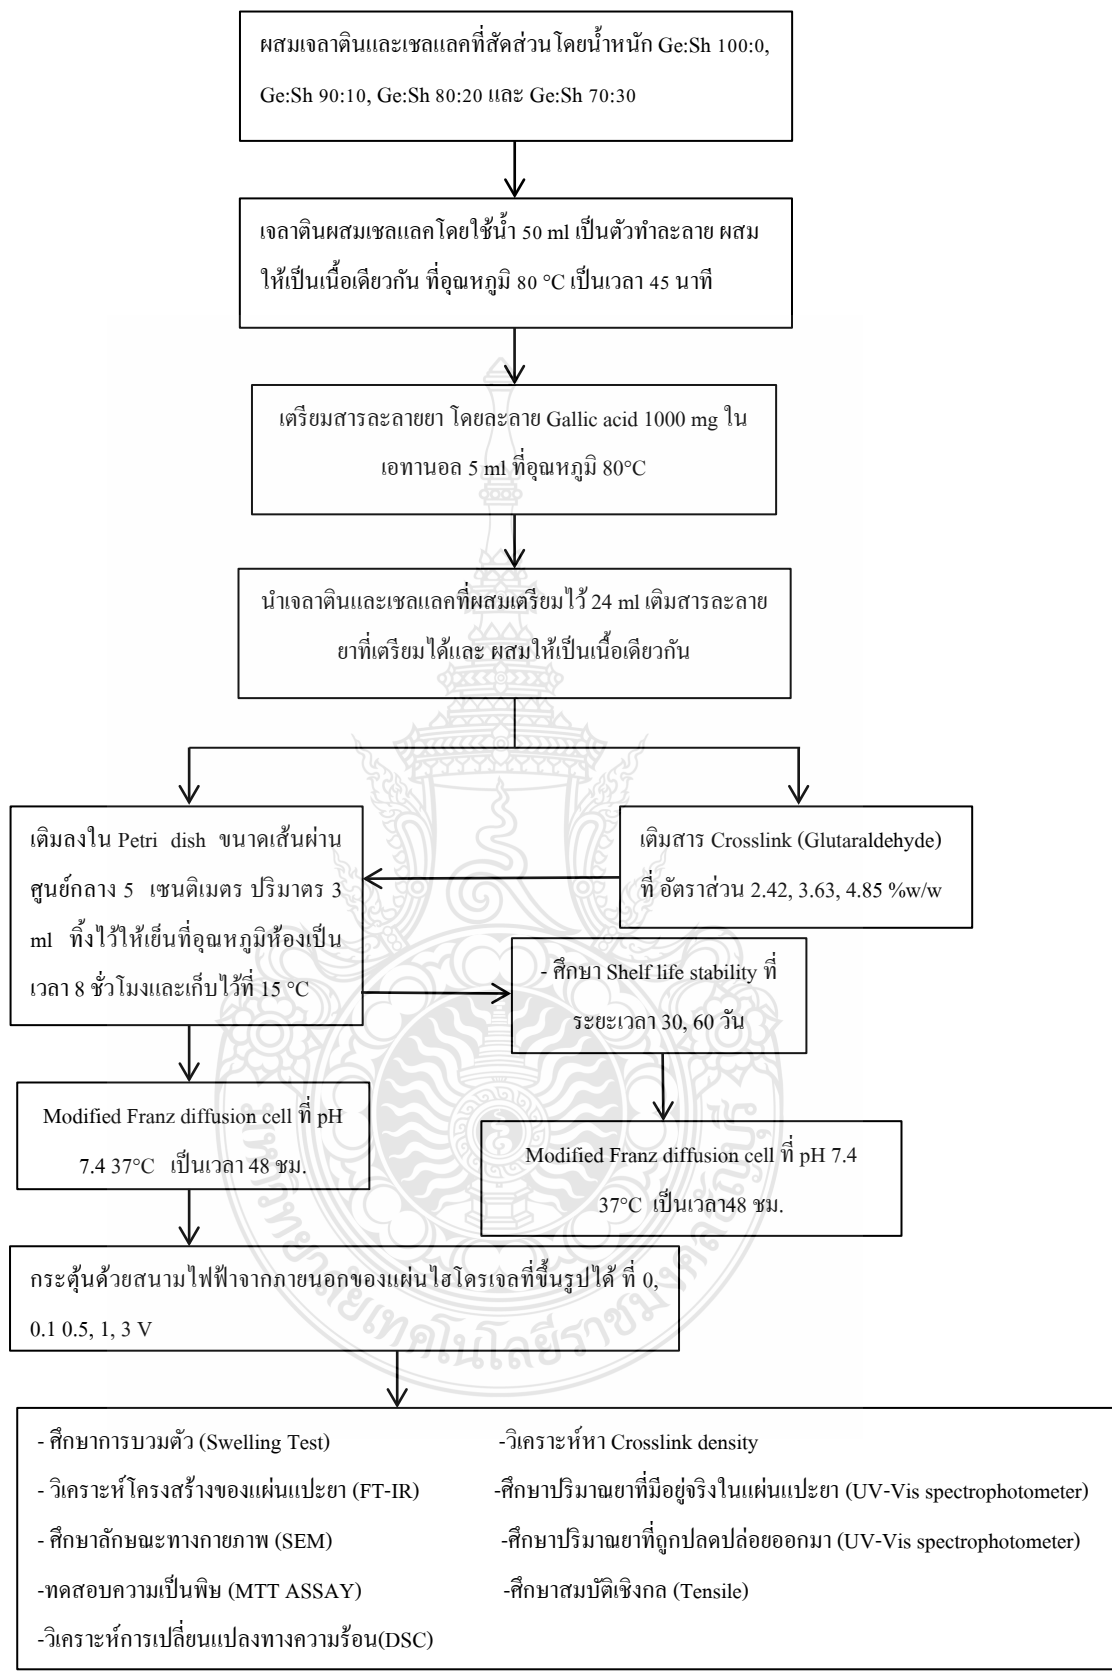 ผสมเจลาตินและเชลแลคที่สัดส่วนโดยน้ำหนัก Ge:Sh 100:0,
Ge:Sh 90:10, Ge:Sh 80:20 และ Ge:Sh 70:30
เจลาตินผสมเชลแลคโดยใช้น้ำ 50 ml เป็นตัวทำละลาย ผสม
ให้เป็นเนื้อเดียวกัน ที่อุณหภูมิ 80 °C เป็นเวลา 45 นาที
เตรียมสารละลายยา โดยละลาย Gallic acid 1000 mg ใน
เอทานอล 5 ml ที่อุณหภูมิ 80°C
นำเจลาตินและเชลแลคที่ผสมเตรียมไว้ 24 ml เติมสารละลาย
ยาที่เตรียมได้และ ผสมให้เป็นเนื้อเดียวกัน
เติมลงใน Petri dish ขนาดเส้นผ่าน
ศูนย์กลาง 5 เซนติเมตร ปริมาตร 3
ml ทิ้งไว้ให้เย็นที่อุณหภูมิห้องเป็น
เวลา 8 ชั่วโมงและเก็บไว้ที่ 15 °C
เติมสาร Crosslink (Glutaraldehyde)
ที่ อัตราส่วน 2.42, 3.63, 4.85 %w/w
- ศึกษา Shelf life stability ที่
ระยะเวลา 30, 60 วัน
Modified Franz diffusion cell ที่ pH
7.4 37°C เป็นเวลา 48 ชม.
Modified Franz diffusion cell ที่ pH 7.4
37°C เป็นเวลา48 ชม.
กระตุ้นด้วยสนามไฟฟ้าจากภายนอกของแผ่นไฮโดรเจลที่ขึ้นรูปได้ ที่ 0,
0.1 0.5, 1, 3 V
- ศึกษาการบวมตัว (Swelling Test)
-วิเคราะห์หา Crosslink density
- วิเคราะห์โครงสร้างของแผ่นแปะยา (FT-IR)
-ศึกษาปริมาณยาที่มีอยู่จริงในแผ่นแปะยา (UV-Vis spectrophotometer)
- ศึกษาลักษณะทางกายภาพ (SEM)
-ศึกษาปริมาณยาที่ถูกปลดปล่อยออกมา (UV-Vis spectrophotometer)
-ทดสอบความเป็นพิษ (MTT ASSAY)
-ศึกษาสมบัติเชิงกล (Tensile)
-วิเคราะห์การเปลี่ยนแปลงทางความร้อน(DSC)